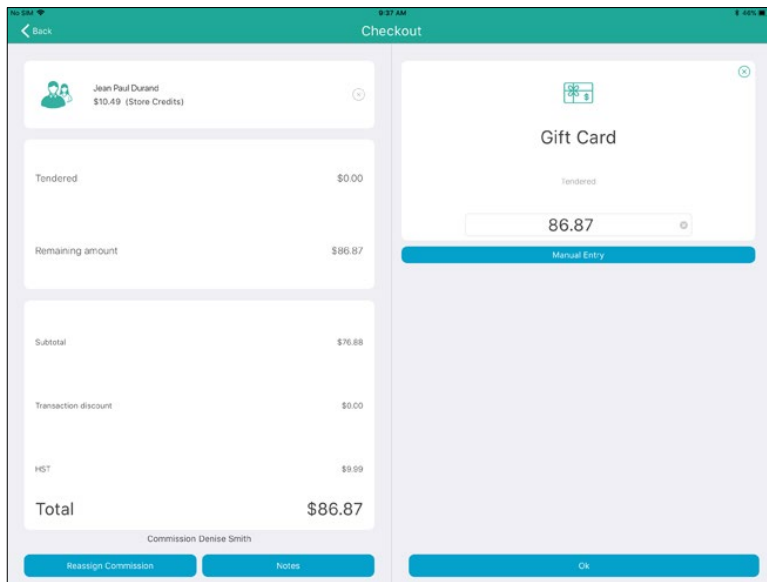 No SIM 9:37 AM 46%
Back Checkout
Jean Paul Durand
$10.49 (Store Credits)
Tendered $0.00
Remaining amount $86.87
Subtotal $76.88
Transaction discount $0.00
HST $9.99
Total $86.87
Commission Denise Smith
Reassign Commission Notes
$
Gift Card
Tendered
86.87
Manual Entry
Ok